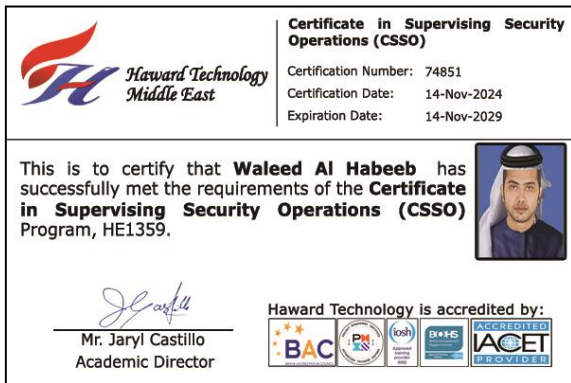 Haward Technology
Middle East
Certificate in Supervising Security
Operations (CSSO)
Certification Number: 74851
Certification Date: 14-Nov-2024
Expiration Date: 14-Nov-2029
This is to certify that Waleed Al Habeeb has
successfully met the requirements of the Certificate
in Supervising Security Operations (CSSO)
Program, HE1359.
Mr. Jaryl Castillo
Academic Director
Haward Technology is accredited by:
BAC
iosh
Approved
training
provider
ACCREDITED
IACET
PROVIDER